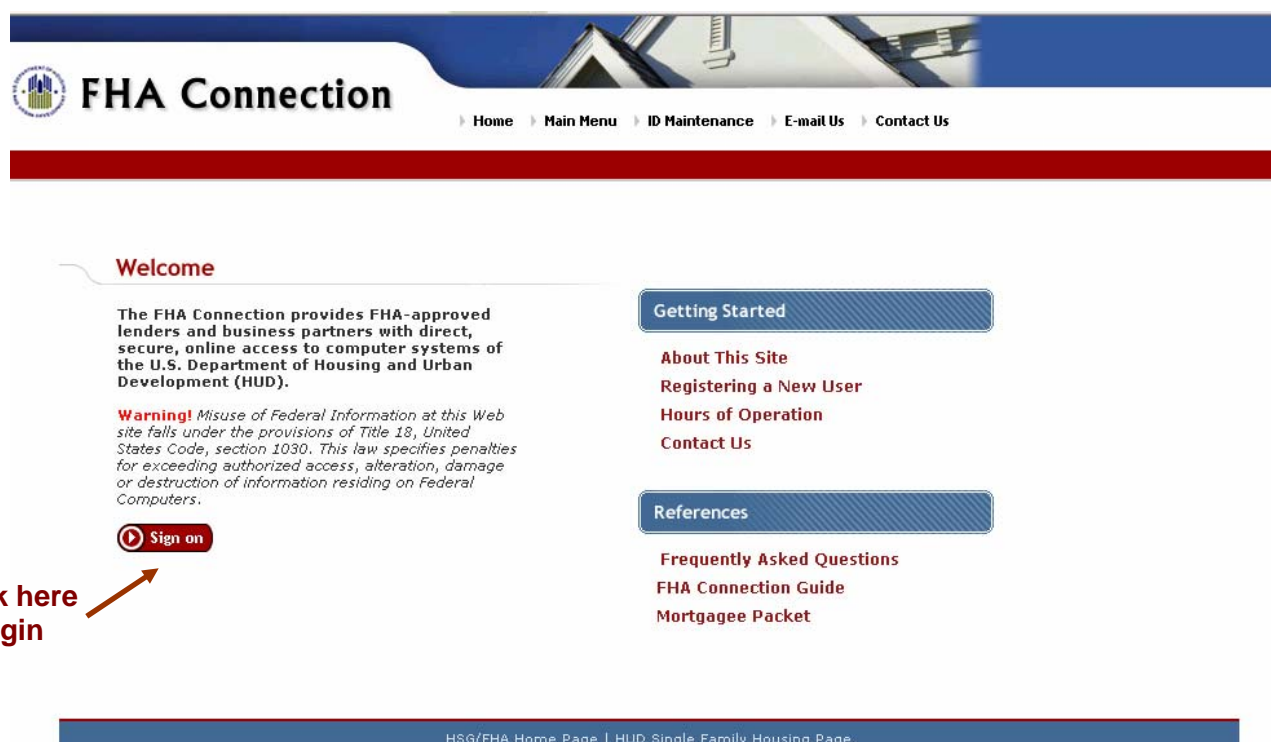 FHA Connection
Home Main Menu ID Maintenance E-mail Us Contact Us
Welcome
The FHA Connection provides FHA-approved
lenders and business partners with direct,
secure, online access to computer systems of
the U.S. Department of Housing and Urban
Development (HUD).
Warning! Misuse of Federal Information at this Web
site falls under the provisions of Title 18, United
States Code, section 1030. This law specifies penalties
for exceeding authorized access, alteration, damage
or destruction of information residing on Federal
Computers.
Sign on
k here
gin
Getting Started
About This Site
Registering a New User
Hours of Operation
Contact Us
References
Frequently Asked Questions
FHA Connection Guide
Mortgagee Packet
HSG/FHA Home Page | HUD Single Family Housing Page